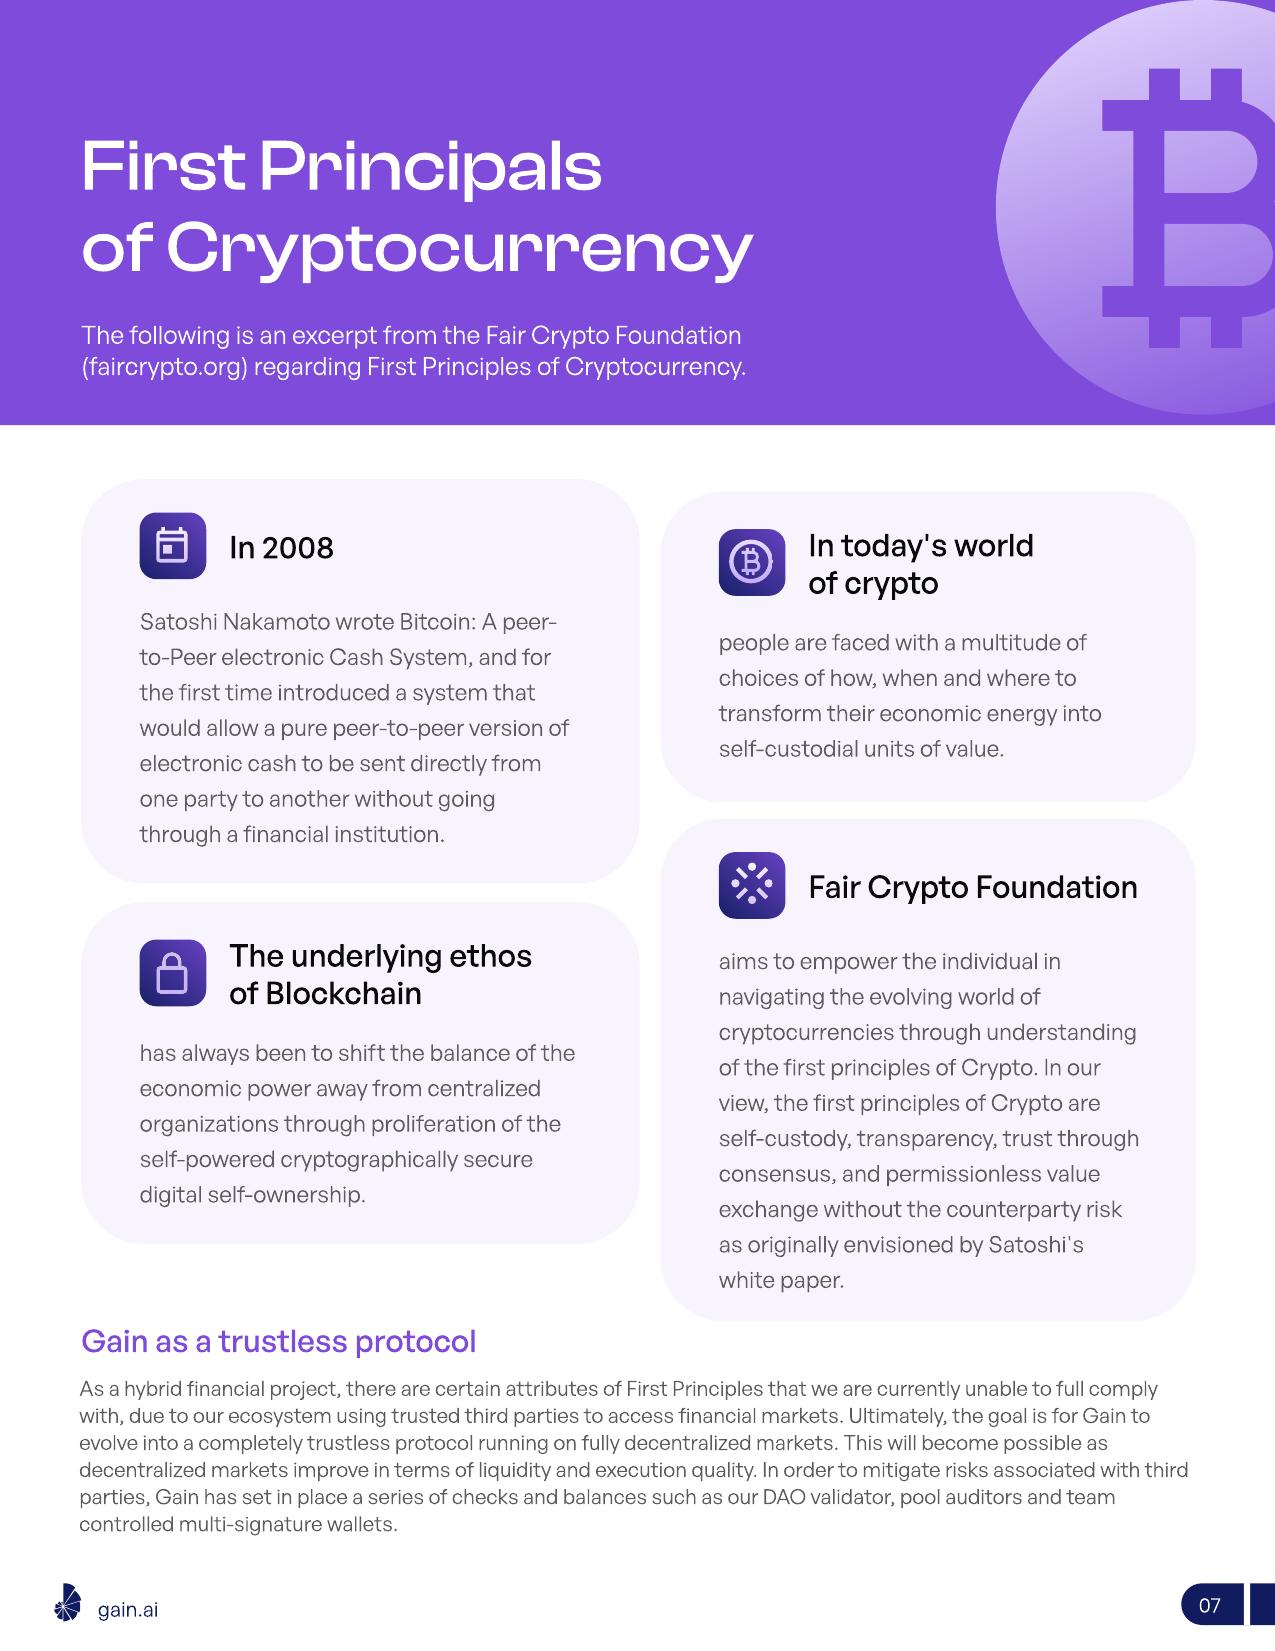 First Principals
of Cryptocurrency
The following is an excerpt from the Fair Crypto Foundation
(faircrypto.org) regarding First Principles of Cryptocurrency.
In 2008
Satoshi Nakamoto wrote Bitcoin: A peer-
to-Peer electronic Cash System, and for
the first time introduced a system that
would allow a pure peer-to-peer version of
electronic cash to be sent directly from
one party to another without going
through a financial institution.
The underlying ethos
of Blockchain
has always been to shift the balance of the
economic power away from centralized
organizations through proliferation of the
self-powered cryptographically secure
digital self-ownership.
In today's world
of crypto
people are faced with a multitude of
choices of how, when and where to
transform their economic energy into
self-custodial units of value.
Fair Crypto Foundation
aims to empower the individual in
navigating the evolving world of
cryptocurrencies through understanding
of the first principles of Crypto. In our
view, the first principles of Crypto are
self-custody, transparency, trust through
consensus, and permissionless value
exchange without the counterparty risk
as originally envisioned by Satoshi's
white paper.
Gain as a trustless protocol
As a hybrid financial project, there are certain attributes of First Principles that we are currently unable to full comply
with, due to our ecosystem using trusted third parties to access financial markets. Ultimately, the goal is for Gain to
evolve into a completely trustless protocol running on fully decentralized markets. This will become possible as
decentralized markets improve in terms of liquidity and execution quality. In order to mitigate risks associated with third
parties, Gain has set in place a series of checks and balances such as our DAO validator, pool auditors and team
controlled multi-signature wallets.
gain.ai
07